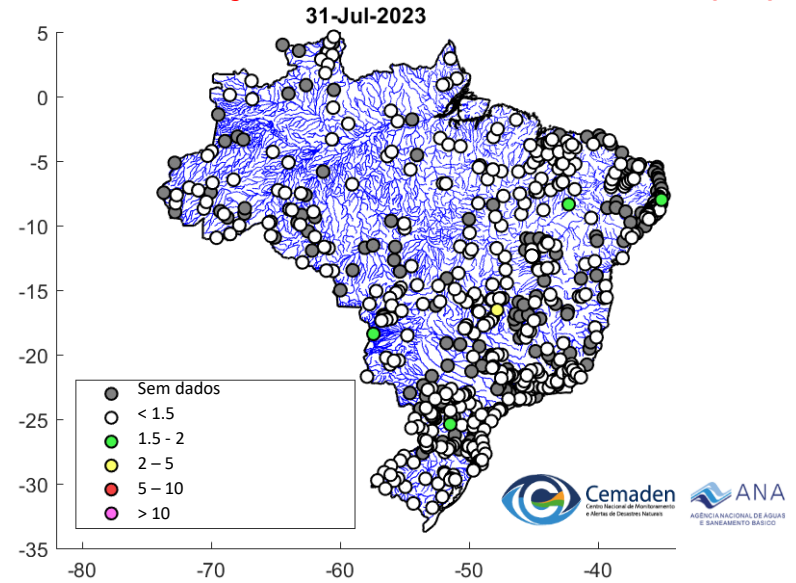 31-Jul-2023
5
0
-5
-10
-15
-20
-25
-30
-35
Sem dados
< 1.5
1.5 - 2
2 – 5
5 – 10
> 10
Cemaden
Centro Nacional de Monitoramento
e Alertas de Desastres Naturais
ANA
AGÊNCIA NACIONAL DE ÁGUAS
E SANEAMENTO BÁSICO
-80
-70
-60
-50
-40